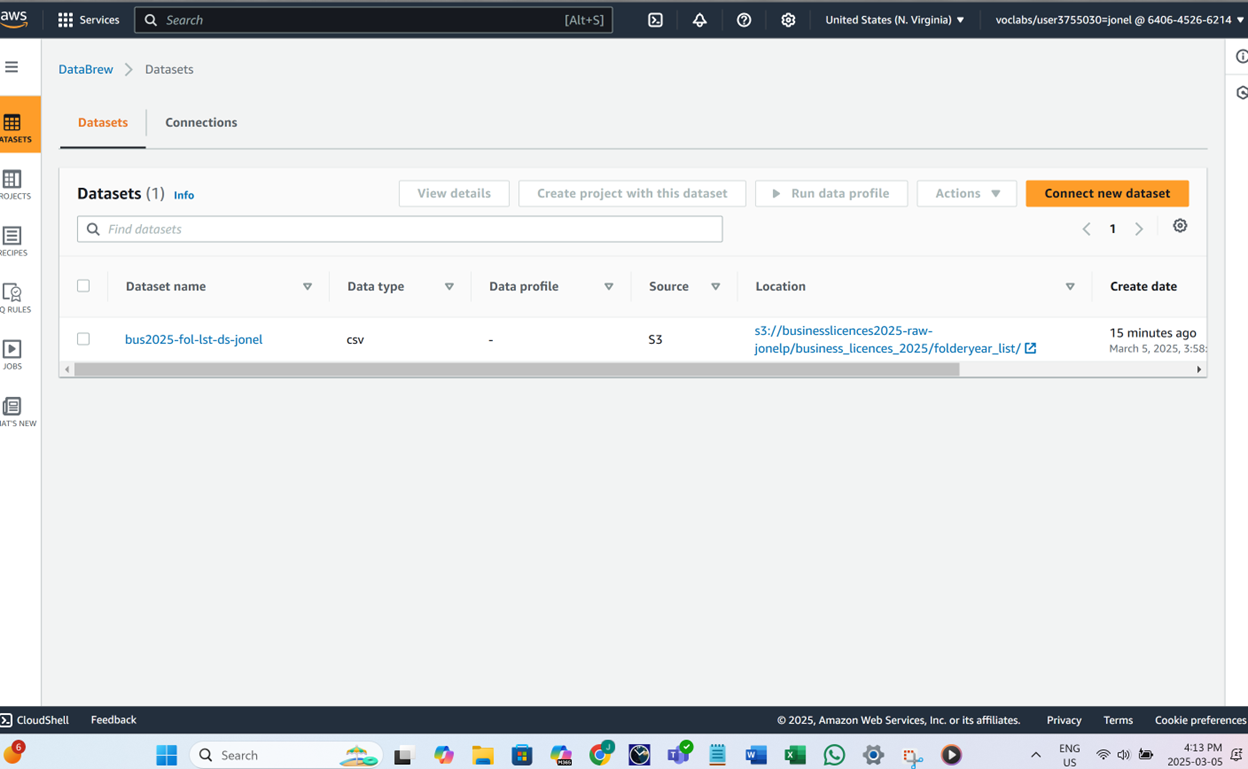 aws
Services
Search
[Alt+S]
United States (N. Virginia)
voclabs/user3755030=jonel @ 6406-4526-6214
DataBrew
Datasets
ATASETS
ROJECTS
RECIPES
Q RULES
JOBS
HAT'S NEW
Datasets
Connections
Datasets (1) Info
View details
Create project with this dataset
Run data profile
Actions
Connect new dataset
Find datasets
1
Dataset name
Data type
Data profile
Source
Location
Create date
bus2025-fol-lst-ds-jonel
csv
-
S3
s3://businesslicences2025-raw-
jonelp/business_licences_2025/folderyear_list/
15 minutes ago
March 5, 2025, 3:58:
CloudShell
Feedback
© 2025, Amazon Web Services, Inc. or its affiliates.
Privacy
Terms
Cookie preferences
6
Search
M365
J
ENG
US
:13 PM
2025-03-05